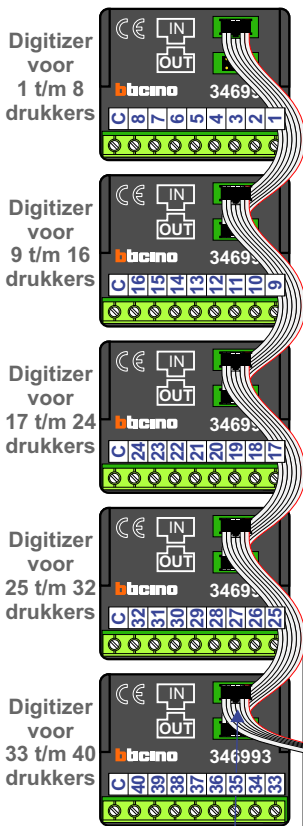 Digitizer
voor
1 t/m 8
drukkers
CE IN
OUT
bticino 34699
C 8 7 6 5 4 3 2 1
Digitizer
voor
9 t/m 16
drukkers
CE IN
OUT
bticino 34699
C 16 15 14 13 12 11 10 9
Digitizer
voor
17 t/m 24
drukkers
CE IN
OUT
bticino 34699
C 24 23 22 21 20 19 18 17
Digitizer
voor
25 t/m 32
drukkers
CE IN
OUT
bticino 34699
C 32 31 30 29 28 27 26 25
Digitizer
voor
33 t/m 40
drukkers
CE IN
OUT
bticino 346993
C 40 39 38 37 36 35 34 33